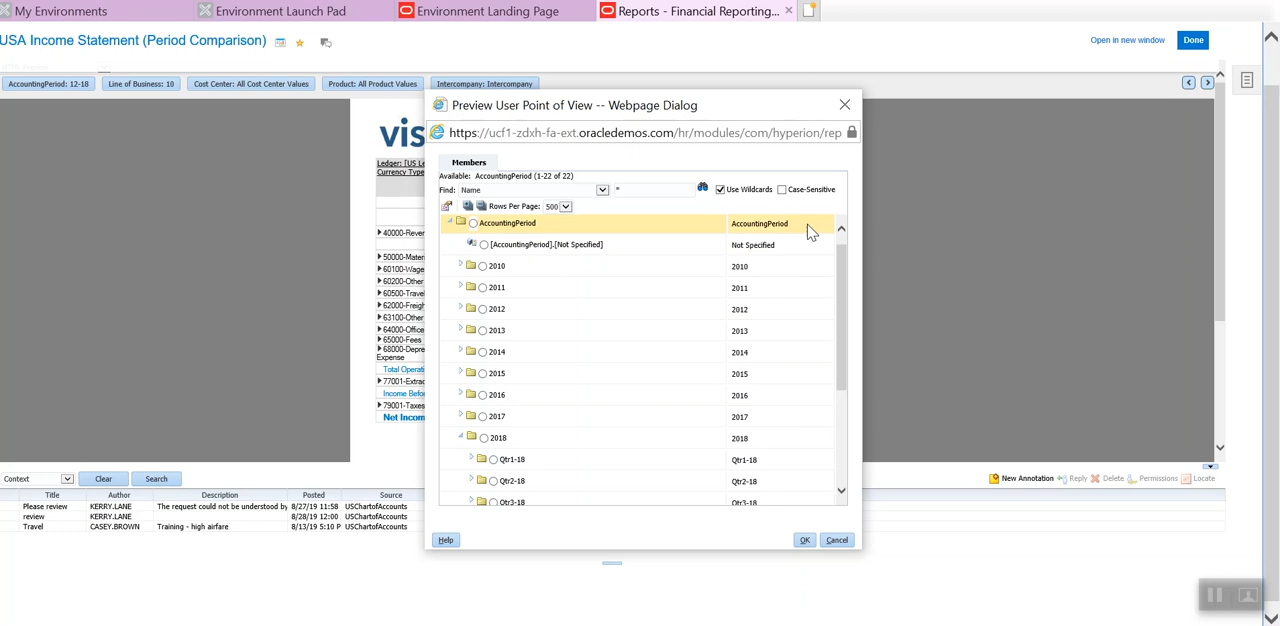 My Environments
Environment Launch Pad
Environment Landing Page
Reports - Financial Reporting...
USA Income Statement (Period Comparison)
Open in new window
Done
AccountingPeriod: 12-18
Line of Business: 10
Cost Center: All Cost Center Values
Product: All Product Values
Intercompany: Intercompany
vis
Ledger: [US Le
Currency Type
40000-Reven
50000-Mater
60100-Wage
60200-Other
60500-Travel
62000-Freigh
63100-Other
64000-Office
65000-Fees
68000-Depre
Expense
Total Operati
77001-Extrao
Income Befor
79001-Taxes
Net Incom
Preview User Point of View -- Webpage Dialog
https://ucf1-zdxh-fa-ext.oracledemos.com/hr/modules/com/hyperion/rep
Members
Available: AccountingPeriod (1-22 of 22)
Find: Name
*
Use Wildcards
Case-Sensitive
Rows Per Page: 500
AccountingPeriod AccountingPeriod
[AccountingPeriod].[Not Specified] Not Specified
2010 2010
2011 2011
2012 2012
2013 2013
2014 2014
2015 2015
2016 2016
2017 2017
2018 2018
Qtr1-18 Qtr1-18
Qtr2-18 Qtr2-18
Qtr3-18 Qtr3-18
Help
OK
Cancel
Context
Clear
Search
New Annotation
Reply
Delete
Permissions
Locate
Title Author Description Posted Source
Please review KERRY.LANE The request could not be understood by 8/27/19 11:58 USChartofAccounts
review KERRY.LANE 8/28/19 12:00 USChartofAccounts
Travel CASEY.BROWN Training - high airfare 8/13/19 5:10 P USChartofAccounts